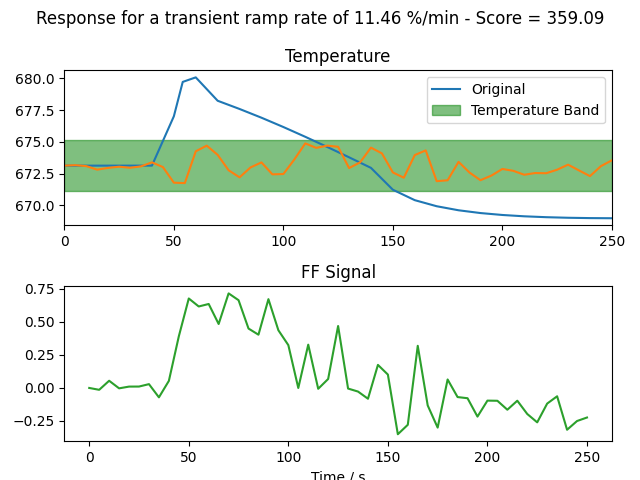 Response for a transient ramp rate of 11.46 %/min - Score = 359.09
Temperature
680.0
677.5
675.0
672.5
670.0
Original
Temperature Band
0 50 100 150 200 250
FF Signal
0.75
0.50
0.25
0.00
−0.25
0 50 100 150 200 250
Time / s